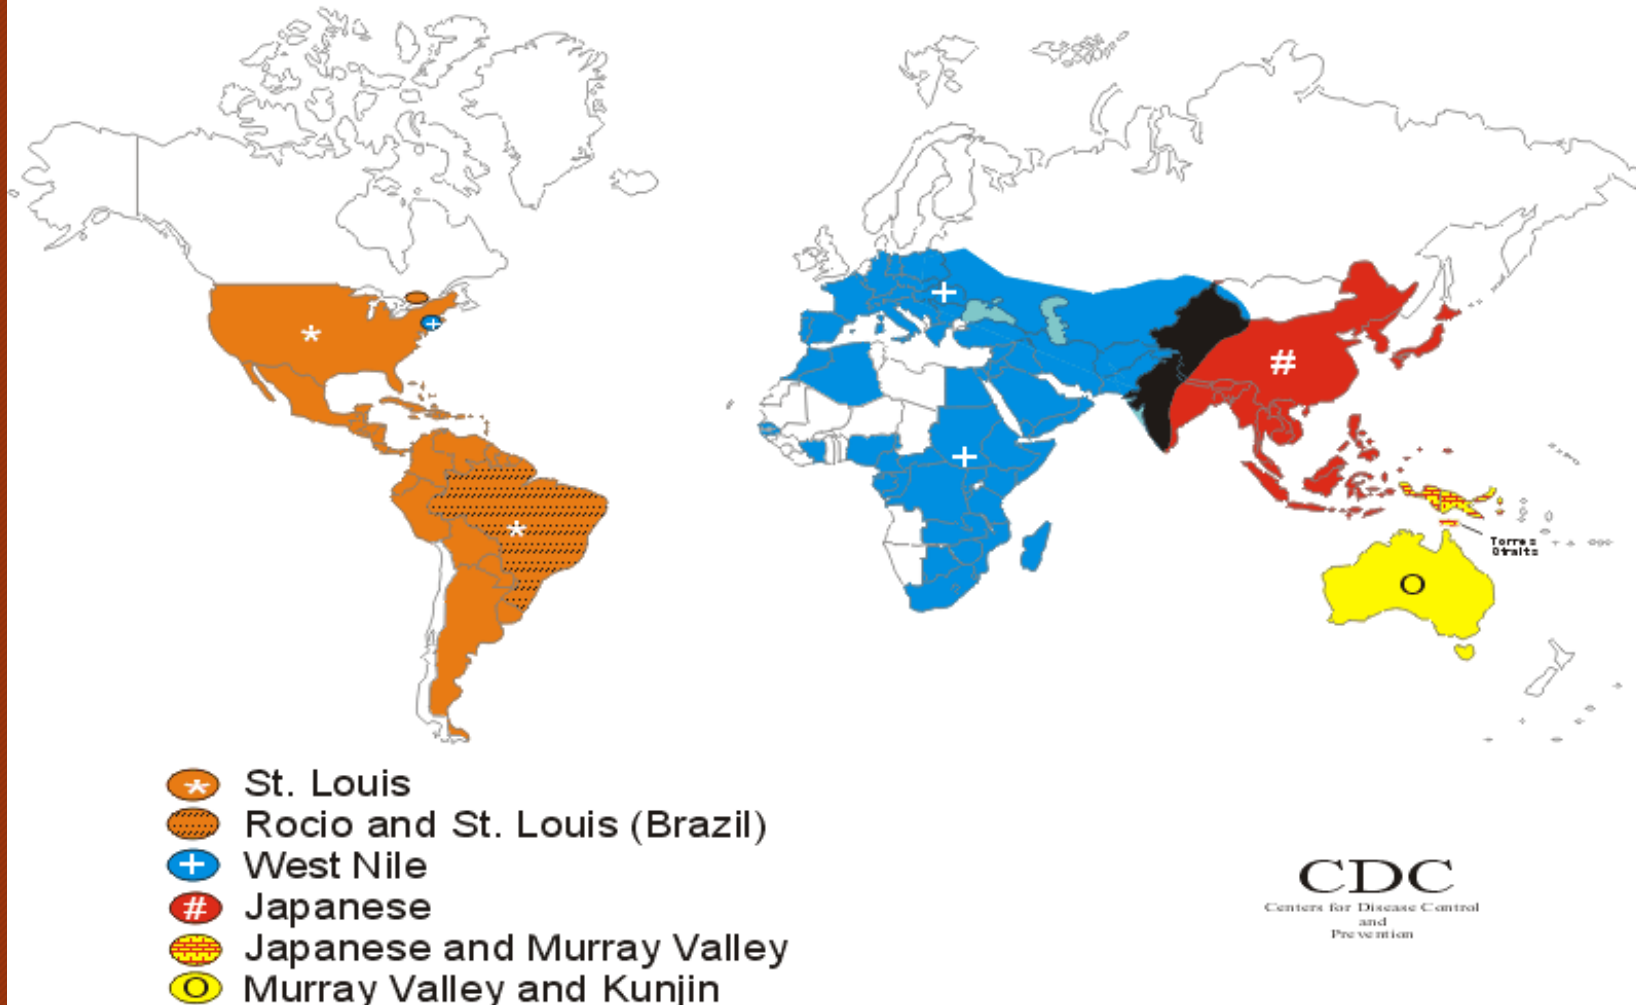 *
+
+
#
+
*
Torres
Straits
O
* St. Louis
Rocio and St. Louis (Brazil)
+ West Nile
# Japanese
Japanese and Murray Valley
O Murray Valley and Kunjin
CDC
Centers for Disease Control
and
Prevention